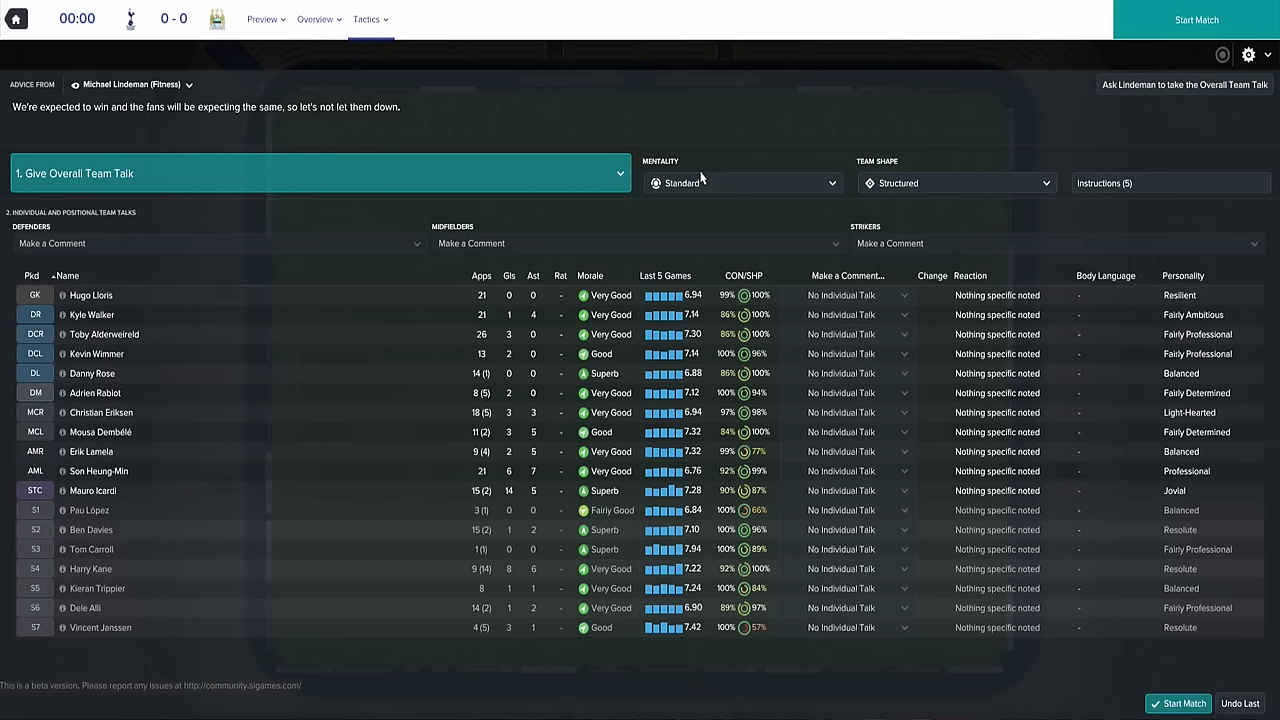 00:00 0 - 0 Preview Overview Tactics Start Match
ADVICE FROM Michael Lindeman (Fitness) Ask Lindeman to take the Overall Team Talk
We're expected to win and the fans will be expecting the same, so let's not let them down.
MENTALITY TEAM SHAPE
1. Give Overall Team Talk Standard Structured Instructions (5)
2. INDIVIDUAL AND POSITIONAL TEAM TALKS
DEFENDERS MIDFIELDERS STRIKERS
Make a Comment Make a Comment Make a Comment
Pkd Name Apps Gls Ast Rat Morale Last 5 Games CON/SHP Make a Comment... Change Reaction Body Language Personality
GK Hugo Lloris 21 0 0 - Very Good 6.94 99% 100% No Individual Talk Nothing specific noted - Resilient
DR Kyle Walker 21 1 4 - Very Good 7.14 86% 100% No Individual Talk Nothing specific noted - Fairly Ambitious
DCR Toby Alderweireld 26 3 0 - Very Good 7.30 86% 100% No Individual Talk Nothing specific noted - Fairly Professional
DCL Kevin Wimmer 13 2 0 - Good 7.14 100% 96% No Individual Talk Nothing specific noted - Fairly Professional
DL Danny Rose 14 (1) 0 0 - Superb 6.88 86% 100% No Individual Talk Nothing specific noted - Balanced
DM Adrien Rabiot 8 (5) 2 0 - Very Good 7.12 100% 94% No Individual Talk Nothing specific noted - Fairly Determined
MCR Christian Eriksen 18 (5) 3 3 - Very Good 6.94 97% 98% No Individual Talk Nothing specific noted - Light-Hearted
MCL Mousa Dembélé 11 (2) 3 5 - Good 7.32 84% 100% No Individual Talk Nothing specific noted - Fairly Determined
AMR Erik Lamela 9 (4) 2 5 - Very Good 7.32 99% 77% No Individual Talk Nothing specific noted - Balanced
AML Son Heung-Min 21 6 7 - Very Good 6.76 92% 99% No Individual Talk Nothing specific noted - Professional
STC Mauro Icardi 15 (2) 14 5 - Superb 7.28 90% 87% No Individual Talk Nothing specific noted - Jovial
S1 Pau López 3 (1) 0 0 - Fairly Good 6.84 100% 66% No Individual Talk Nothing specific noted - Balanced
S2 Ben Davies 15 (2) 1 2 - Superb 7.10 100% 96% No Individual Talk Nothing specific noted - Resolute
S3 Tom Carroll 1 (1) 0 0 - Superb 7.94 100% 89% No Individual Talk Nothing specific noted - Fairly Professional
S4 Harry Kane 9 (14) 8 6 - Very Good 7.22 92% 100% No Individual Talk Nothing specific noted - Resolute
S5 Kieran Trippier 8 1 1 - Very Good 7.24 100% 84% No Individual Talk Nothing specific noted - Balanced
S6 Dele Alli 14 (2) 1 2 - Very Good 6.90 89% 97% No Individual Talk Nothing specific noted - Fairly Professional
S7 Vincent Janssen 4 (5) 3 1 - Good 7.42 100% 57% No Individual Talk Nothing specific noted - Resolute
This is a beta version. Please report any issues at http://community.sigames.com/
Start Match Undo Last